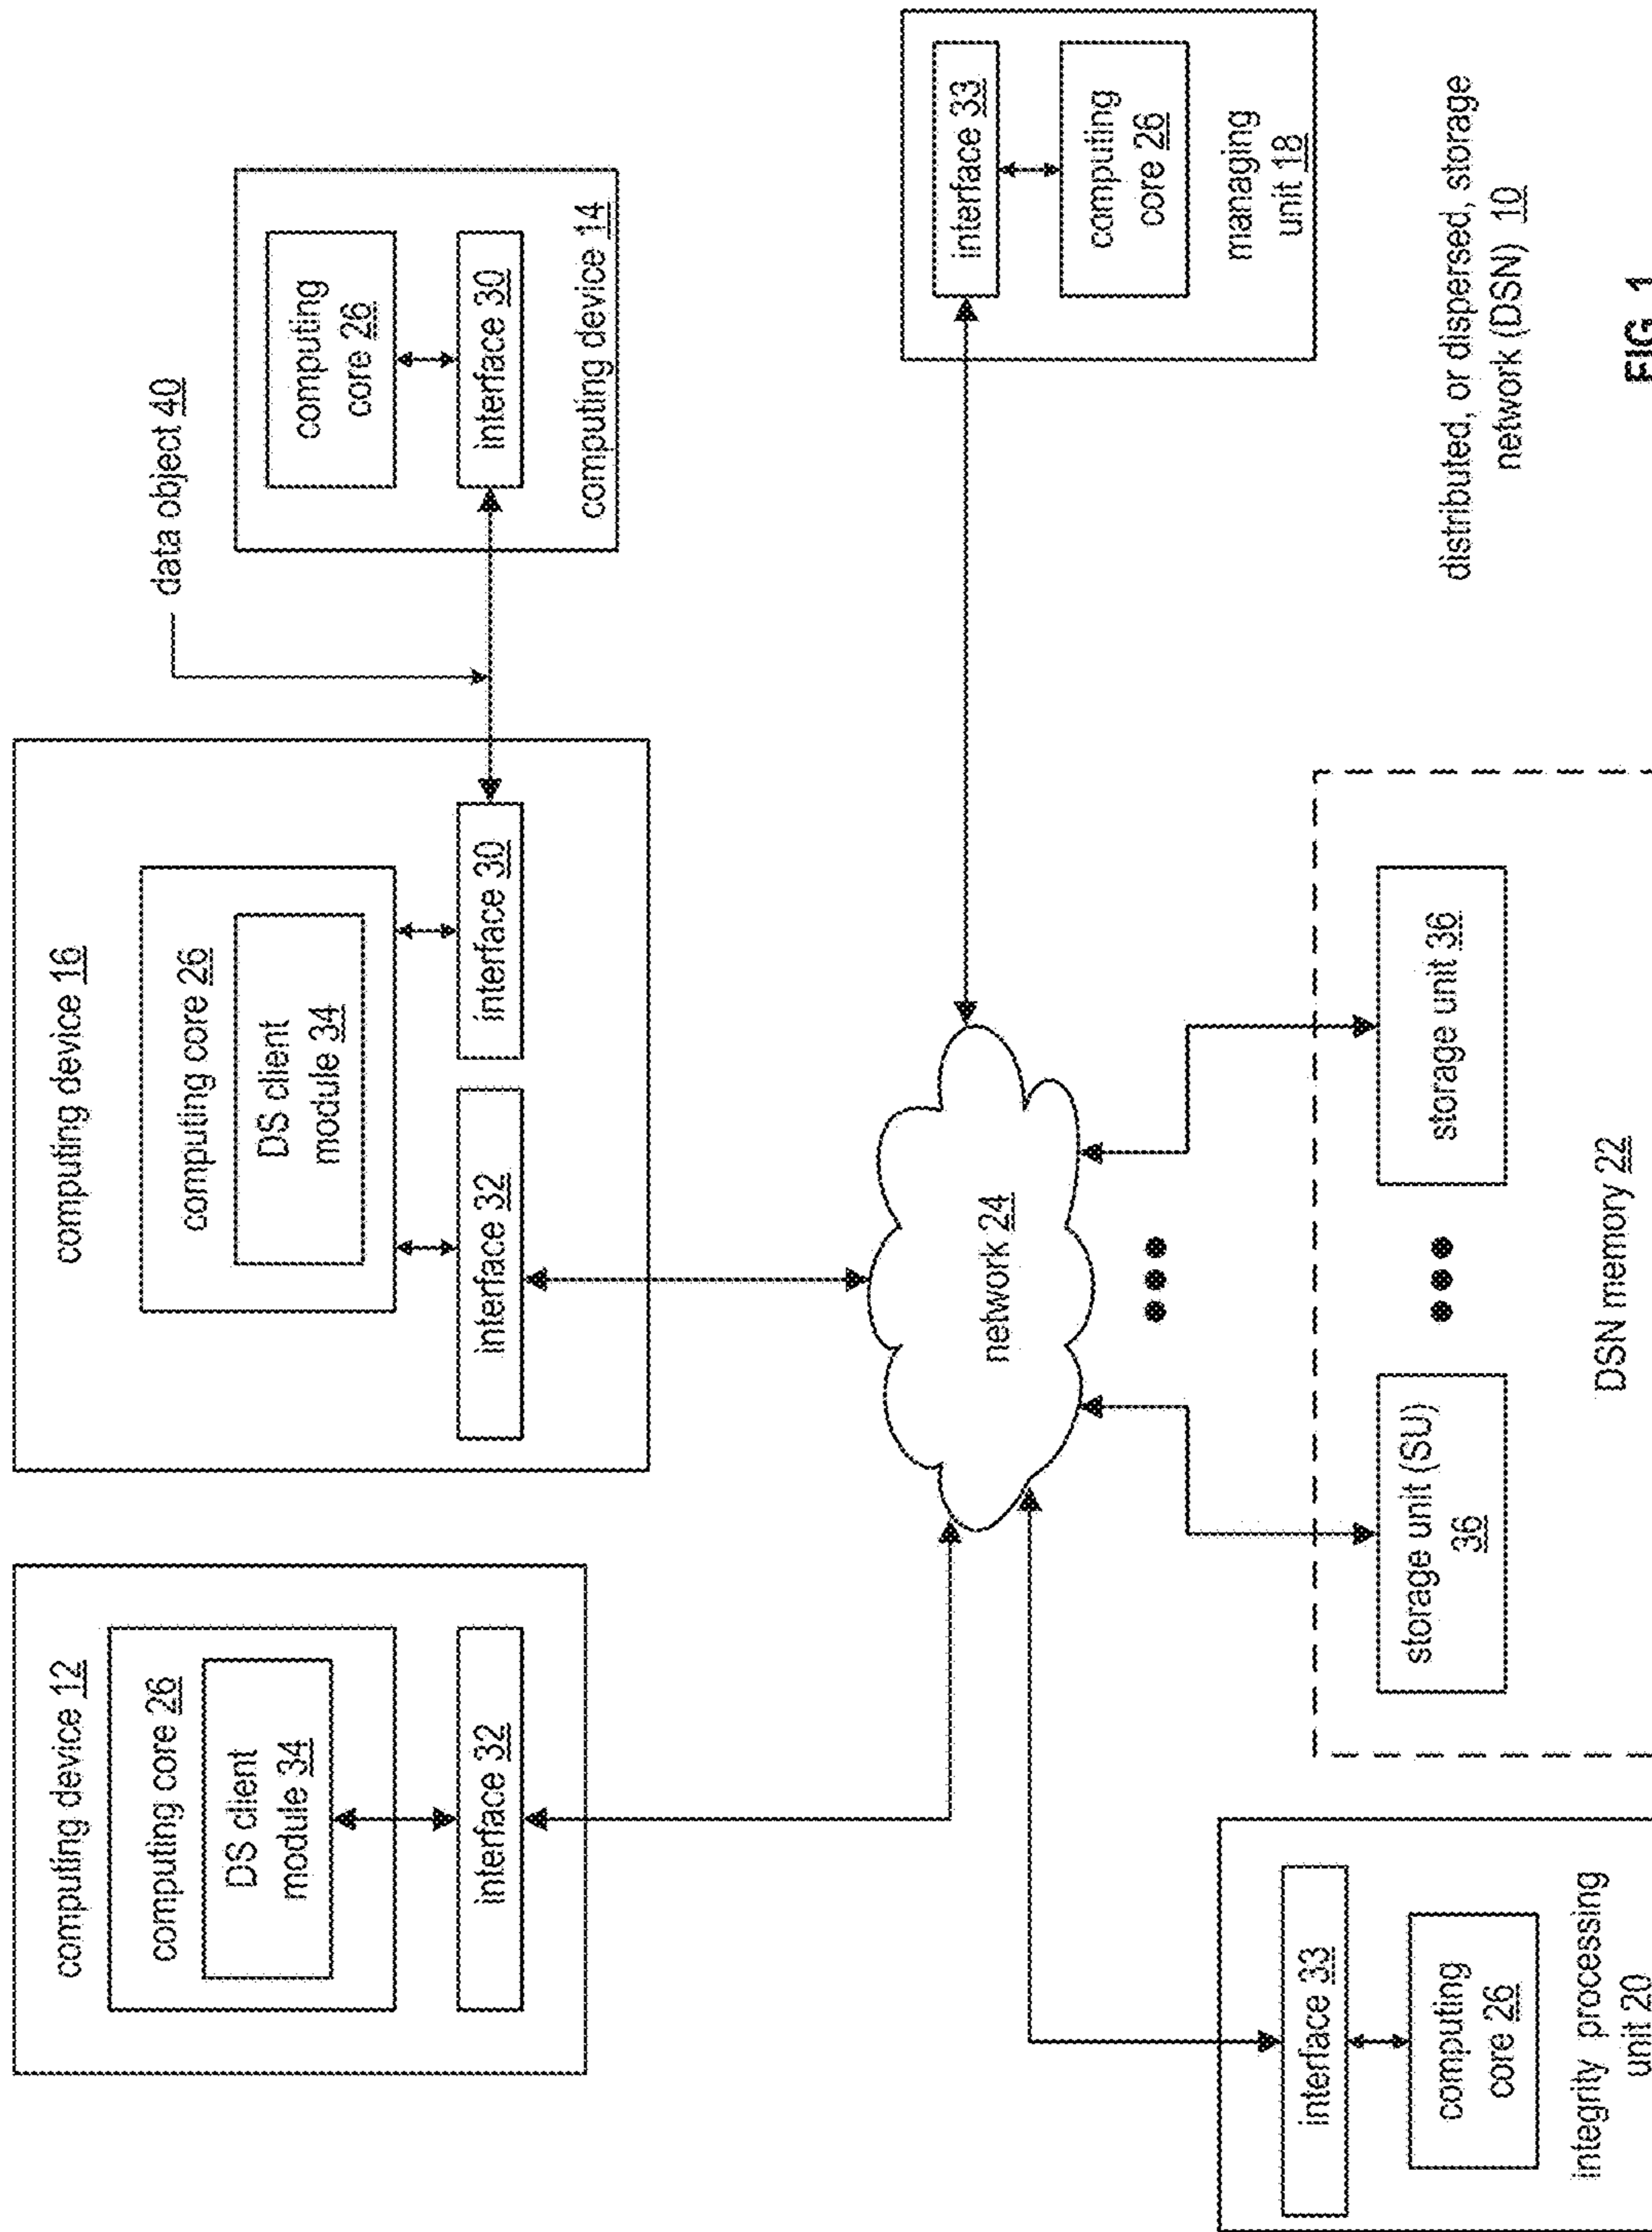 computing device 12
computing core 26
DS client
module 34
interface 32
computing device 16
computing core 26
DS client
module 34
interface 32
interface 30
data object 40
computing
core 26
interface 30
computing device 14
network 24
interface 33
computing
core 26
managing
unit 18
interface 33
computing
core 26
integrity processing
unit 20
storage unit (SU)
36
storage unit 36
DSN memory 22
distributed, or dispersed, storage
network (DSN) 10
FIG. 1